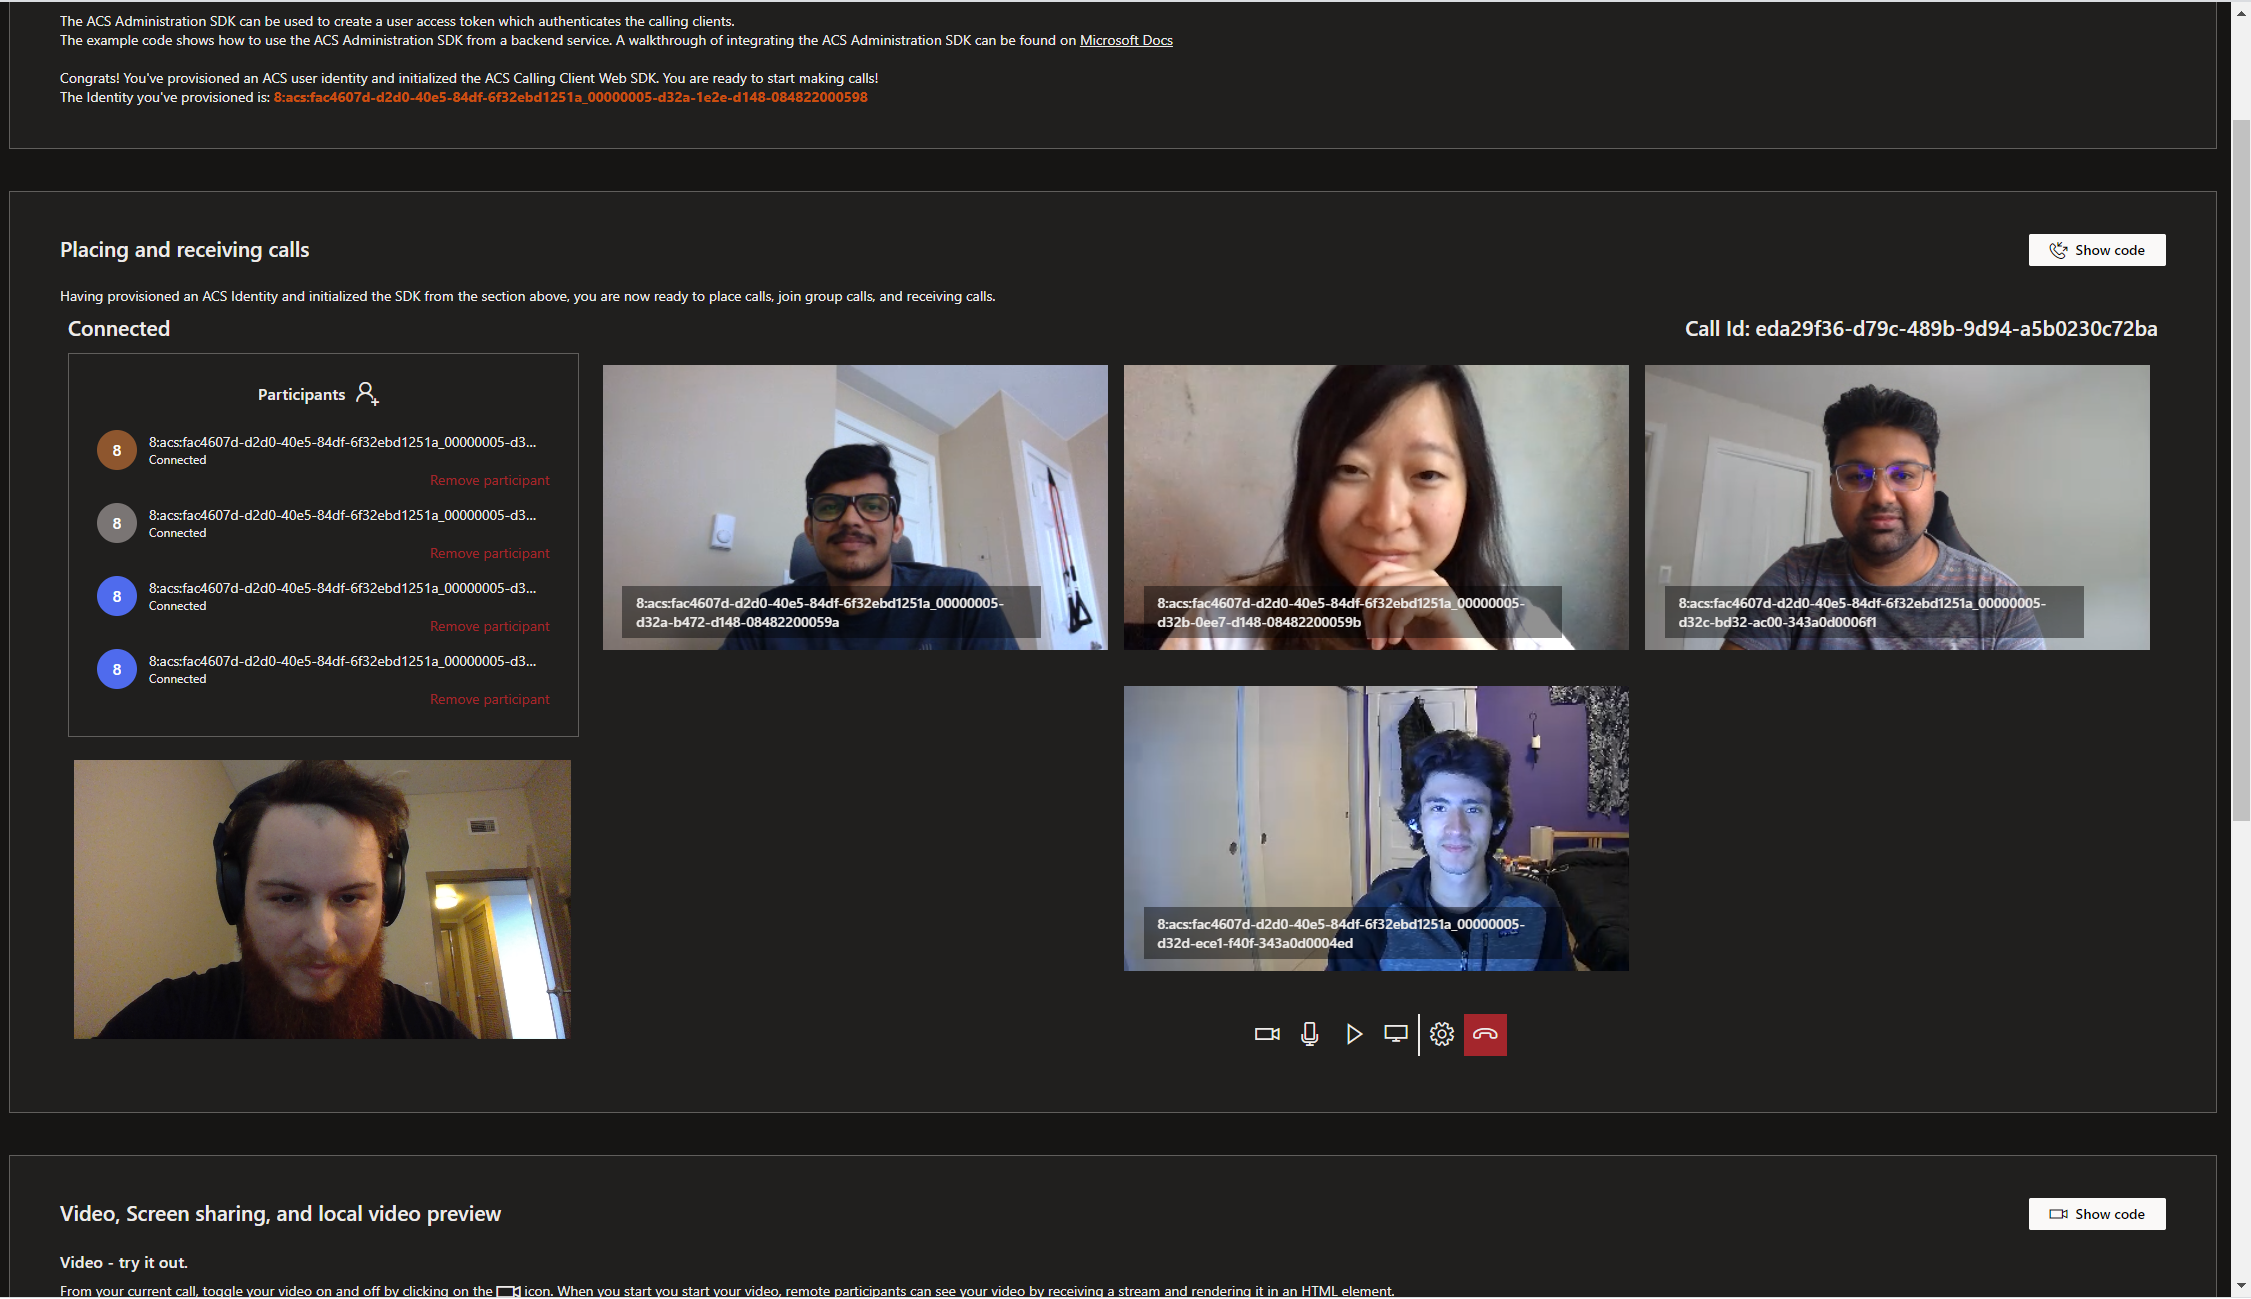 The ACS Administration SDK can be used to create a user access token which authenticates the calling clients.
The example code shows how to use the ACS Administration SDK from a backend service. A walkthrough of integrating the ACS Administration SDK can be found on Microsoft Docs
Congrats! You've provisioned an ACS user identity and initialized the ACS Calling Client Web SDK. You are ready to start making calls!
The Identity you've provisioned is: 8:acs:fac4607d-d2d0-40e5-84df-6f32ebd1251a_00000005-d32a-1e2e-d148-084822000598
Placing and receiving calls
Show code
Having provisioned an ACS Identity and initialized the SDK from the section above, you are now ready to place calls, join group calls, and receiving calls.
Connected
Call Id: eda29f36-d79c-489b-9d94-a5b0230c72ba
Participants
8
8:acs:fac4607d-d2d0-40e5-84df-6f32ebd1251a_00000005-d3...
Connected
Remove participant
8
8:acs:fac4607d-d2d0-40e5-84df-6f32ebd1251a_00000005-d3...
Connected
Remove participant
8
8:acs:fac4607d-d2d0-40e5-84df-6f32ebd1251a_00000005-d3...
Connected
Remove participant
8
8:acs:fac4607d-d2d0-40e5-84df-6f32ebd1251a_00000005-d3...
Connected
Remove participant
8:acs:fac4607d-d2d0-40e5-84df-6f32ebd1251a_00000005-
d32a-b472-d148-08482200059a
8:acs:fac4607d-d2d0-40e5-84df-6f32ebd1251a_00000005-
d32b-0ee7-d148-08482200059b
8:acs:fac4607d-d2d0-40e5-84df-6f32ebd1251a_00000005-
d32c-bd32-ac00-343a0d0006f1
8:acs:fac4607d-d2d0-40e5-84df-6f32ebd1251a_00000005-
d32d-ece1-f40f-343a0d0004ed
Video, Screen sharing, and local video preview
Show code
Video - try it out.
From your current call, toggle your video on and off by clicking on the icon. When you start you start your video, remote participants can see your video by receiving a stream and rendering it in an HTML element.